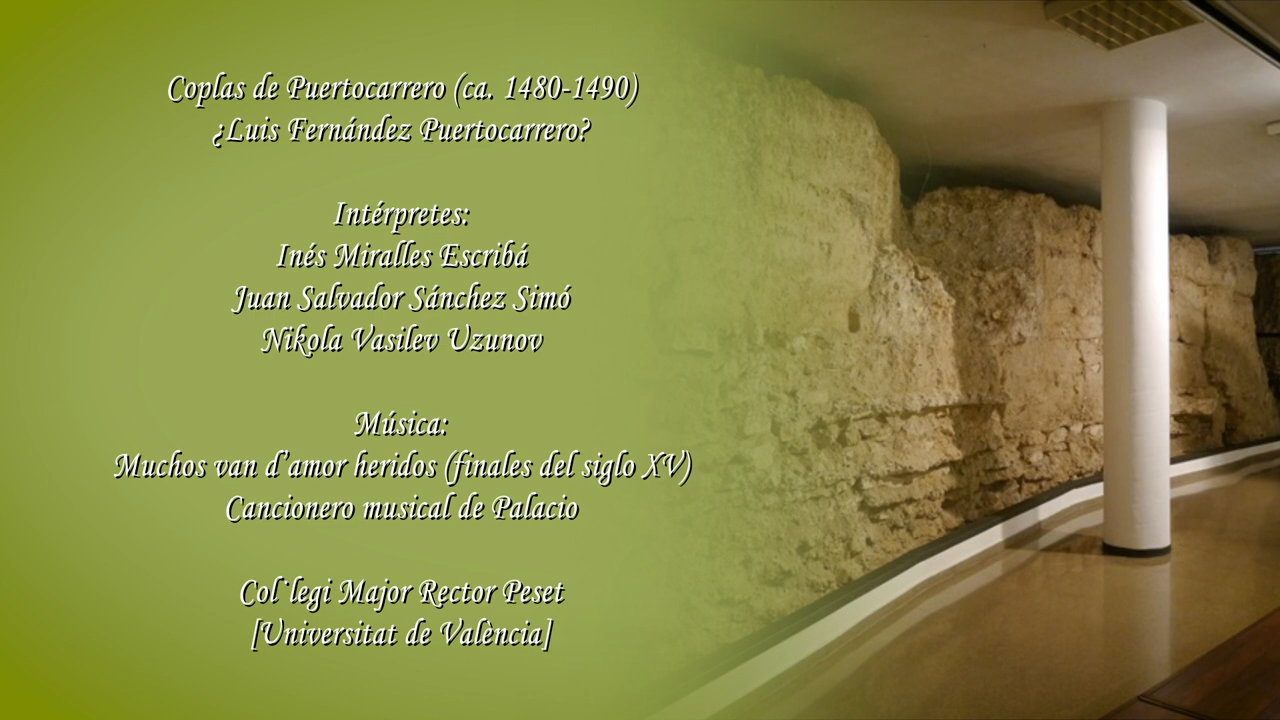 Coplas de Puertocarrero (ca. 1480-1490)
¿Luis Fernández Puertocarrero?
Intérpretes:
Inés Miralles Escribá
Juan Salvador Sánchez Simó
Nikola Vasilev Uzunov
Música:
Muchos van d'amor heridos (finales del siglo XV)
Cancionero musical de Palacio
Col`legi Major Rector Peset
[Universitat de València]